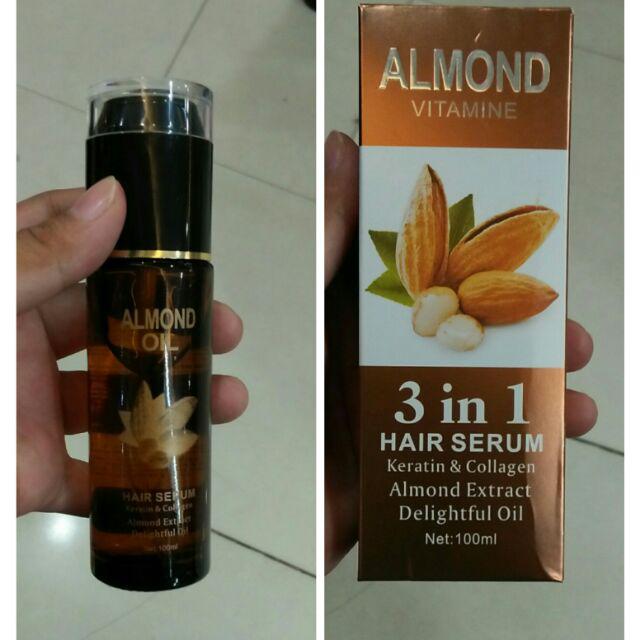 ALMOND
OIL
HAIR SERUM
Keratin & Collagen
Almond Extract
Delightful Oil
Net:100ml
ALMOND
VITAMINE
3 in 1
HAIR SERUM
Keratin & Collagen
Almond Extract
Delightful Oil
Net:100ml